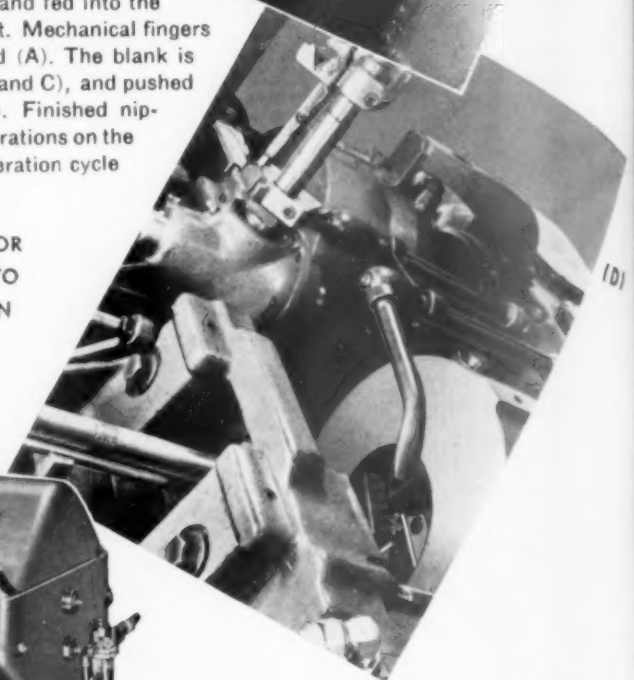 and fed into the
t. Mechanical fingers
d (A). The blank is
and C), and pushed
). Finished nip-
rations on the
eration cycle
OR
TO
N
(D)